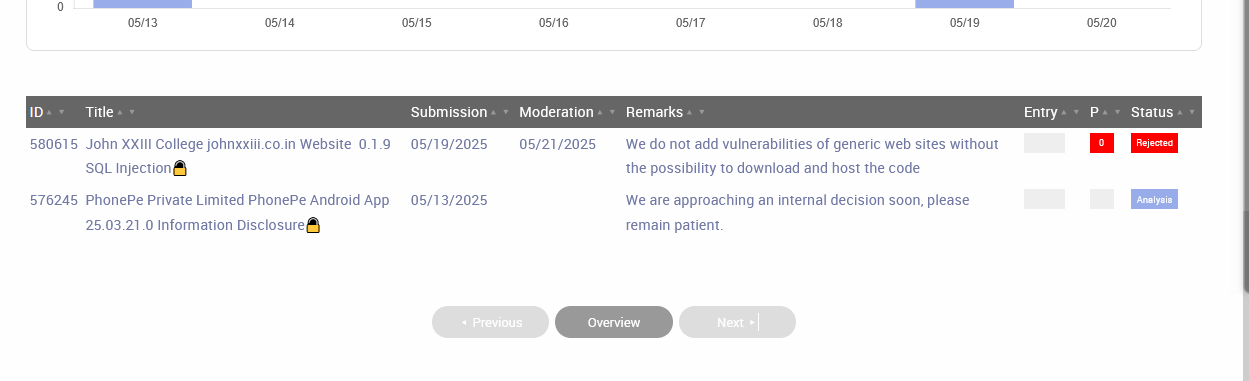 0
05/13 05/14 05/15 05/16 05/17 05/18 05/19 05/20
ID Title Submission Moderation Remarks Entry P Status
580615 John XXIII College johnxxiii.co.in Website 0.1.9 05/19/2025 05/21/2025 We do not add vulnerabilities of generic web sites without 0 Rejected
SQL Injection the possibility to download and host the code
576245 PhonePe Private Limited PhonePe Android App 05/13/2025 We are approaching an internal decision soon, please Analysis
25.03.21.0 Information Disclosure remain patient.
Previous Overview Next